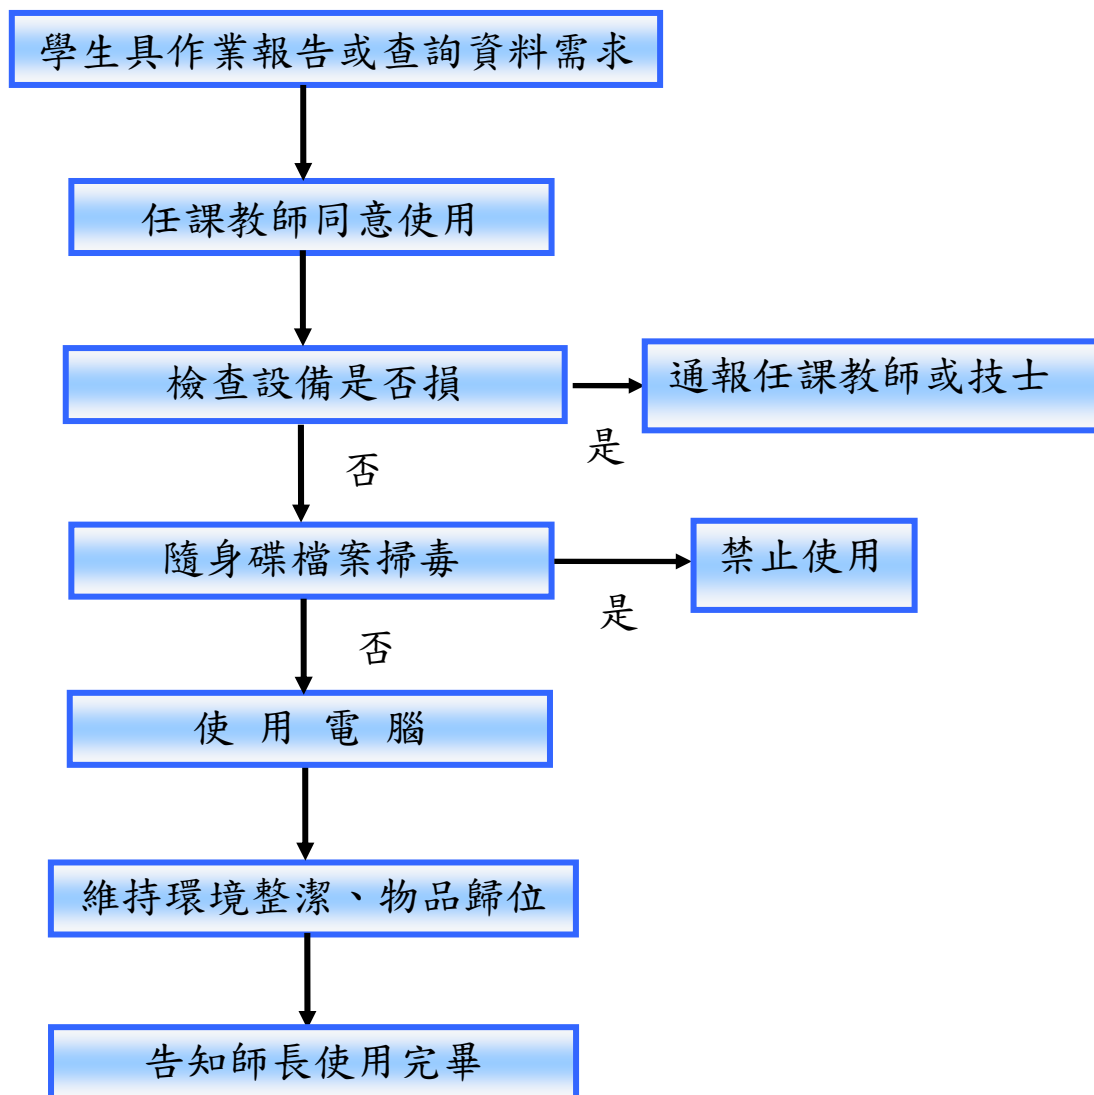 學生具作業報告或查詢資料需求
任課教師同意使用
檢查設備是否損
通報任課教師或技士
是
否
隨身碟檔案掃毒
禁止使用
是
否
使用電腦
維持環境整潔、物品歸位
告知師長使用完畢